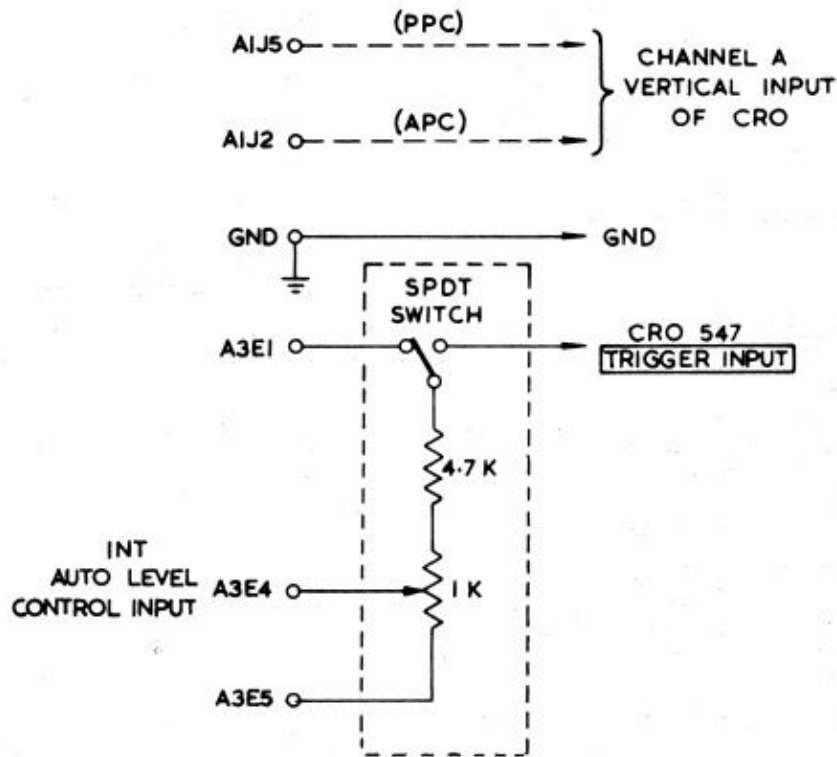 (PPC)
A1J5
CHANNEL A
VERTICAL INPUT
OF CRO
(APC)
A1J2
GND
GND
SPDT
SWITCH
A3E1
CRO 547
TRIGGER INPUT
4.7 K
INT
AUTO LEVEL
CONTROL INPUT
A3E4
1 K
A3E5